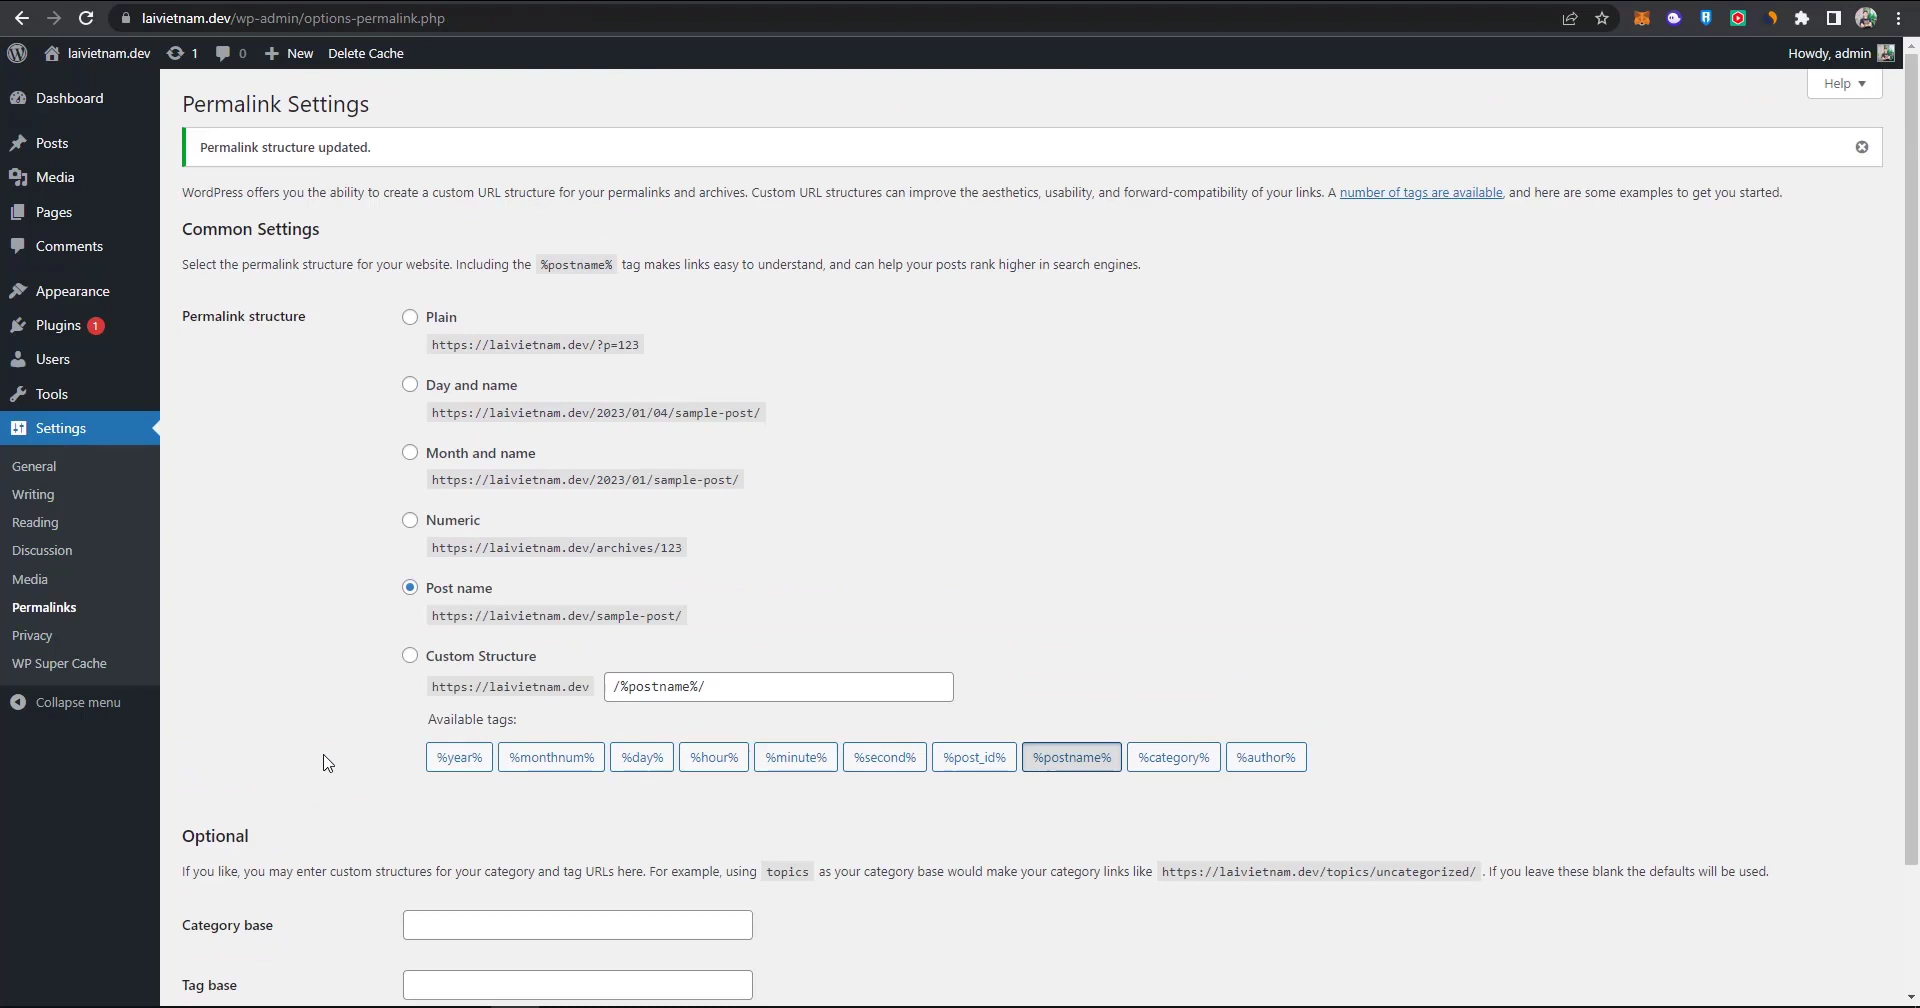 laivietnam.dev/wp-admin/options-permalink.php
laivietnam.dev 1 0 New Delete Cache Howdy, admin
Help
Dashboard
Posts
Media
Pages
Comments
Appearance
Plugins 1
Users
Tools
Settings
General
Writing
Reading
Discussion
Media
Permalinks
Privacy
WP Super Cache
Collapse menu
Permalink Settings
Permalink structure updated.
WordPress offers you the ability to create a custom URL structure for your permalinks and archives. Custom URL structures can improve the aesthetics, usability, and forward-compatibility of your links. A number of tags are available, and here are some examples to get you started.
Common Settings
Select the permalink structure for your website. Including the %postname% tag makes links easy to understand, and can help your posts rank higher in search engines.
Permalink structure
Plain
https://laivietnam.dev/?p=123
Day and name
https://laivietnam.dev/2023/01/04/sample-post/
Month and name
https://laivietnam.dev/2023/01/sample-post/
Numeric
https://laivietnam.dev/archives/123
Post name
https://laivietnam.dev/sample-post/
Custom Structure
https://laivietnam.dev /%postname%/
Available tags:
%year% %monthnum% %day% %hour% %minute% %second% %post_id% %postname% %category% %author%
Optional
If you like, you may enter custom structures for your category and tag URLs here. For example, using topics as your category base would make your category links like https://laivietnam.dev/topics/uncategorized/ . If you leave these blank the defaults will be used.
Category base
Tag base